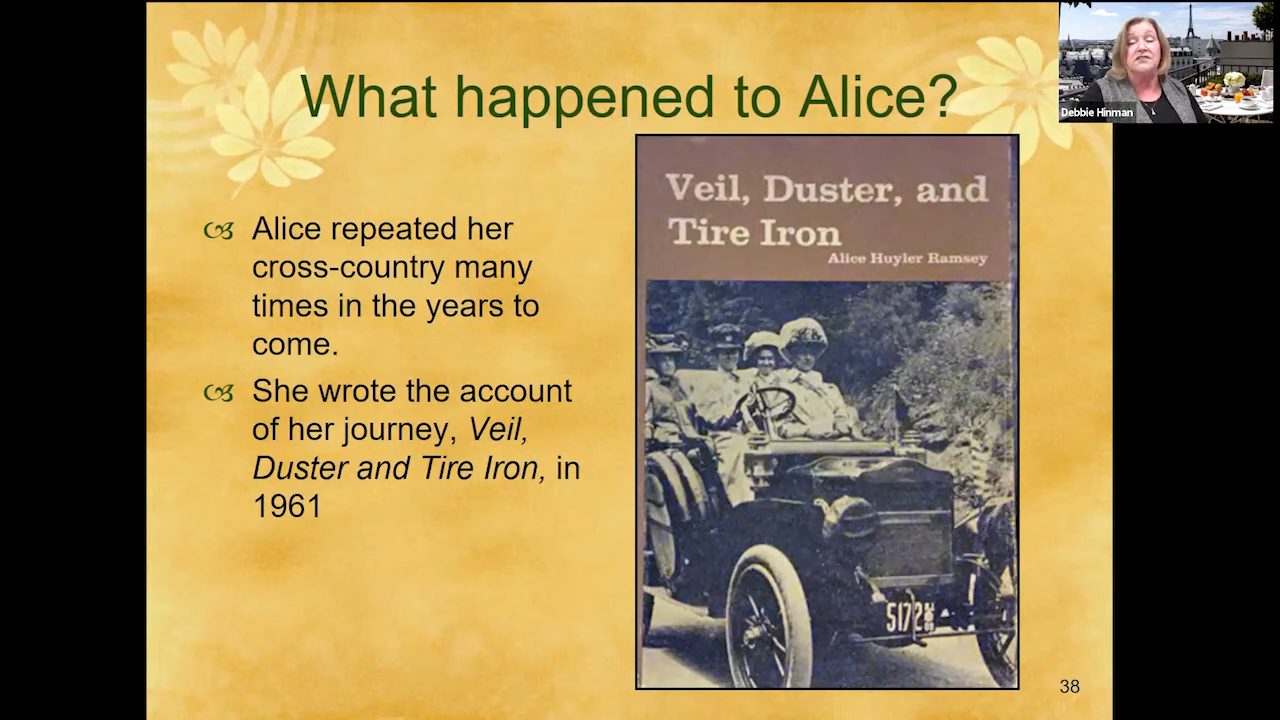 What happened to Alice?
Debbie Hinman
Alice repeated her
cross-country many
times in the years to
come.
She wrote the account
of her journey, Veil,
Duster and Tire Iron, in
1961
Veil, Duster, and
Tire Iron
Alice Huyler Ramsey
5172
38